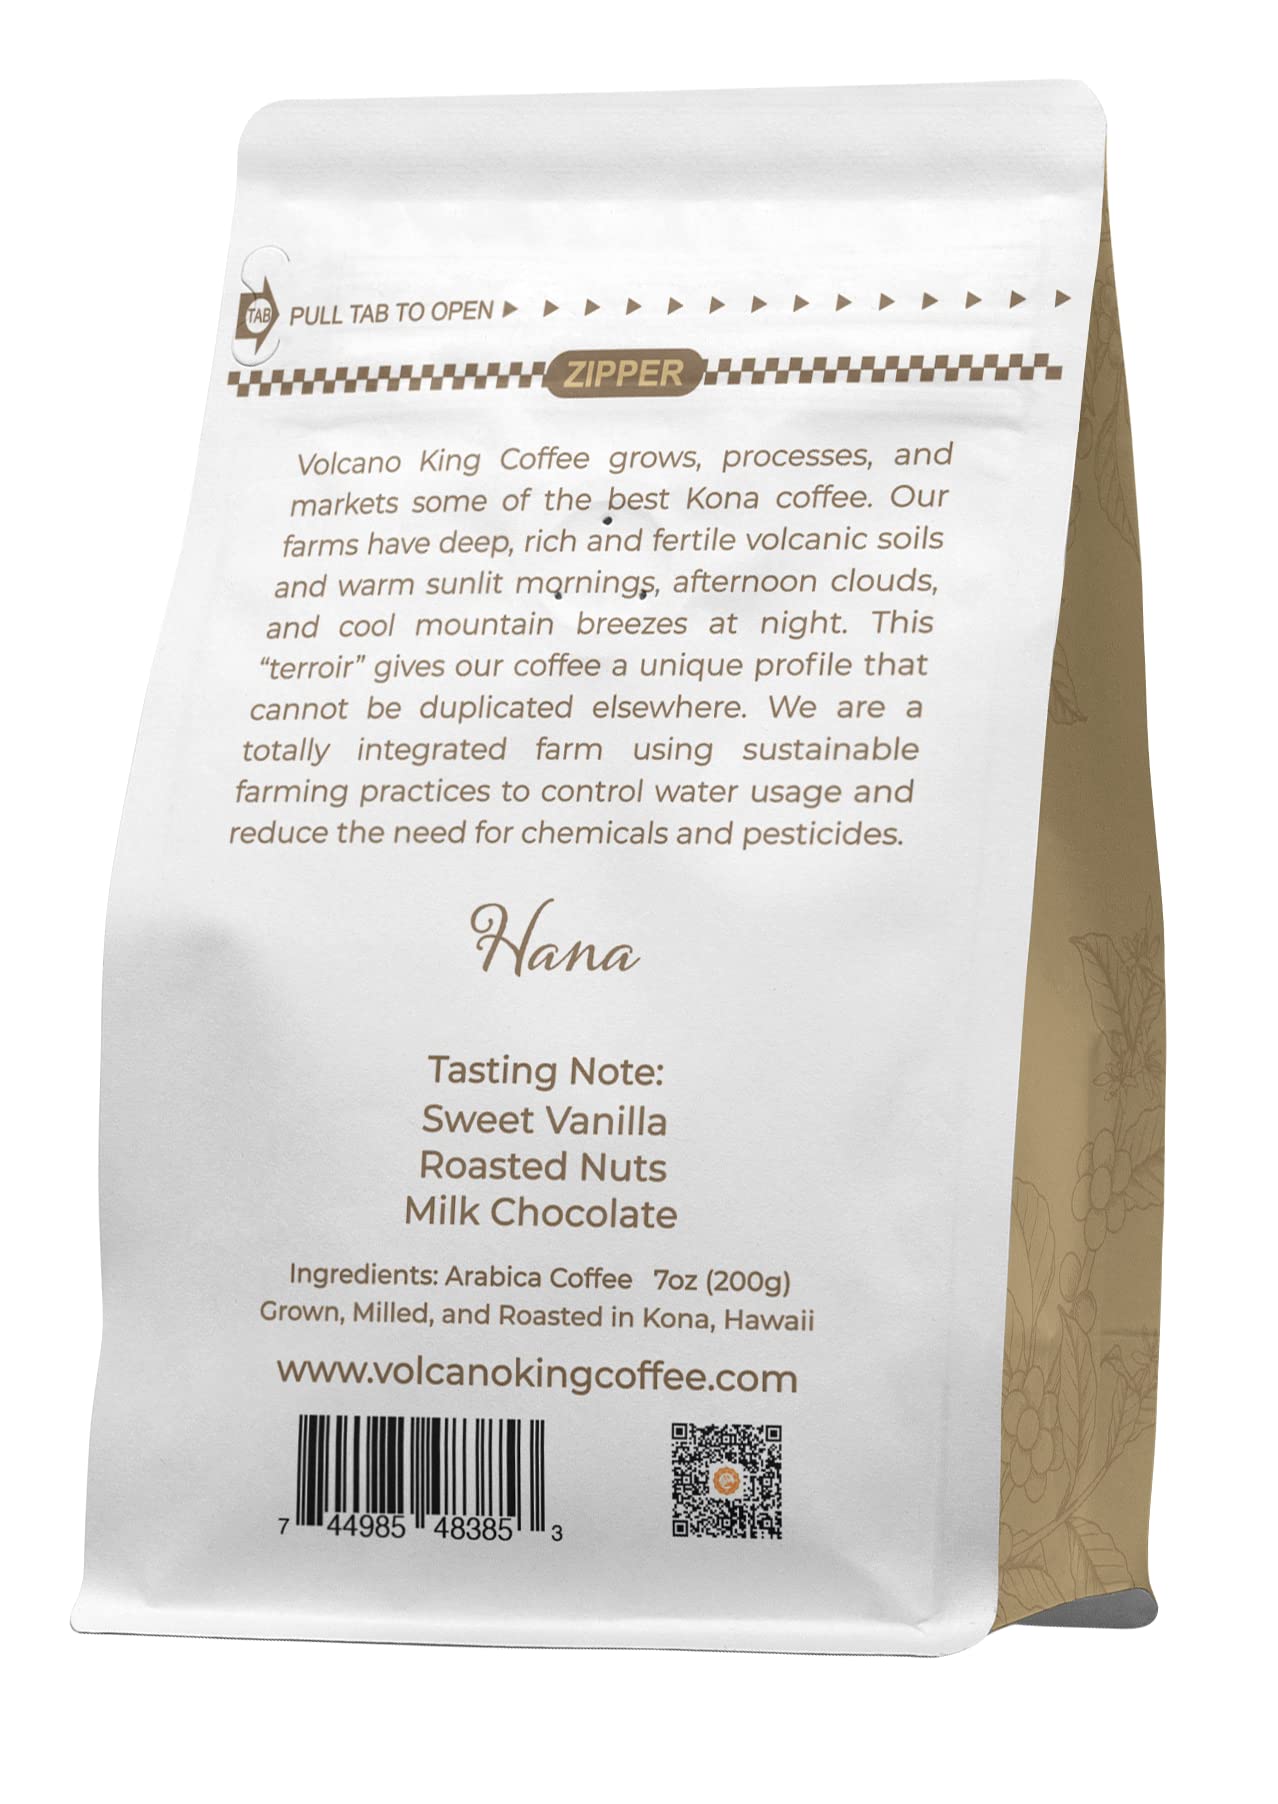 TAB PULL TAB TO OPEN
ZIPPER
Volcano King Coffee grows, processes, and
markets some of the best Kona coffee. Our
farms have deep, rich and fertile volcanic soils
and warm sunlit mornings, afternoon clouds,
and cool mountain breezes at night. This
“terroir” gives our coffee a unique profile that
cannot be duplicated elsewhere. We are a
totally integrated farm using sustainable
farming practices to control water usage and
reduce the need for chemicals and pesticides.
Hana
Tasting Note:
Sweet Vanilla
Roasted Nuts
Milk Chocolate
Ingredients: Arabica Coffee 7oz (200g)
Grown, Milled, and Roasted in Kona, Hawaii
www.volcanokingcoffee.com
7 44985 48385 3